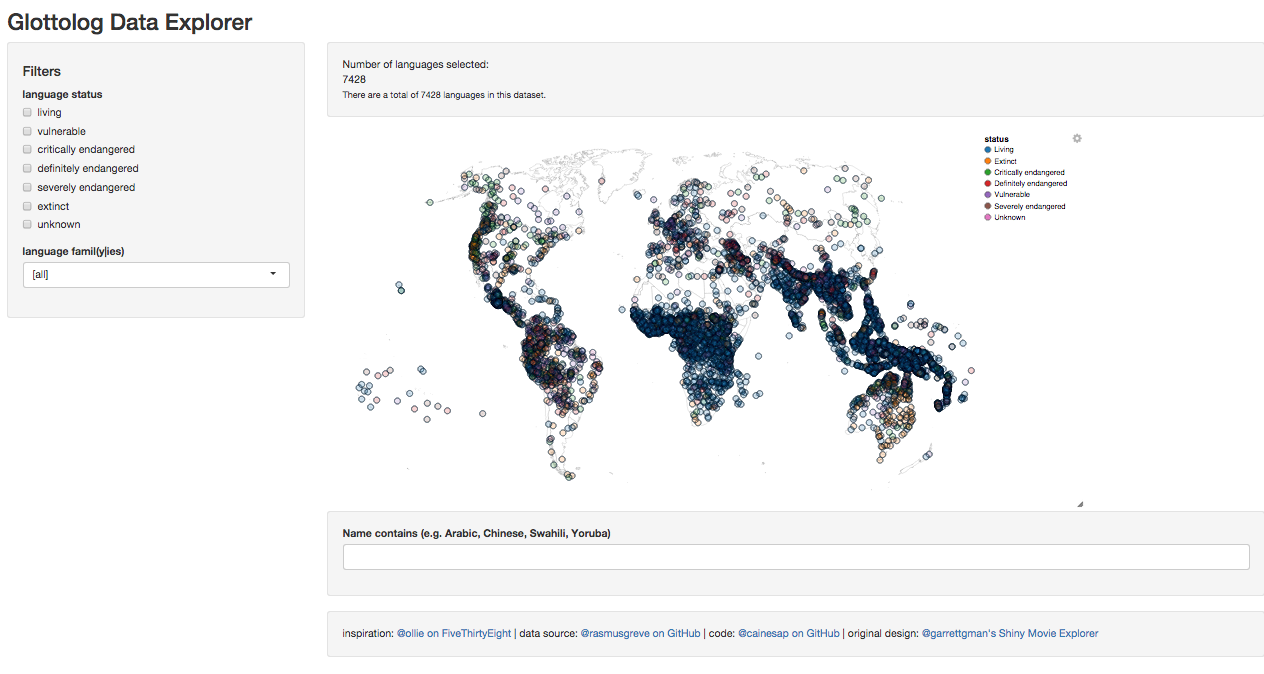 Glottolog Data Explorer
Filters
language status
living
vulnerable
critically endangered
definitely endangered
severely endangered
extinct
unknown
language famil(y|ies)
[all]
Number of languages selected:
7428
There are a total of 7428 languages in this dataset.
status
Living
Extinct
Critically endangered
Definitely endangered
Vulnerable
Severely endangered
Unknown
Name contains (e.g. Arabic, Chinese, Swahili, Yoruba)
inspiration: @ollie on FiveThirtyEight | data source: @rasmusgreve on GitHub | code: @cainesap on GitHub | original design: @garrettgman's Shiny Movie Explorer